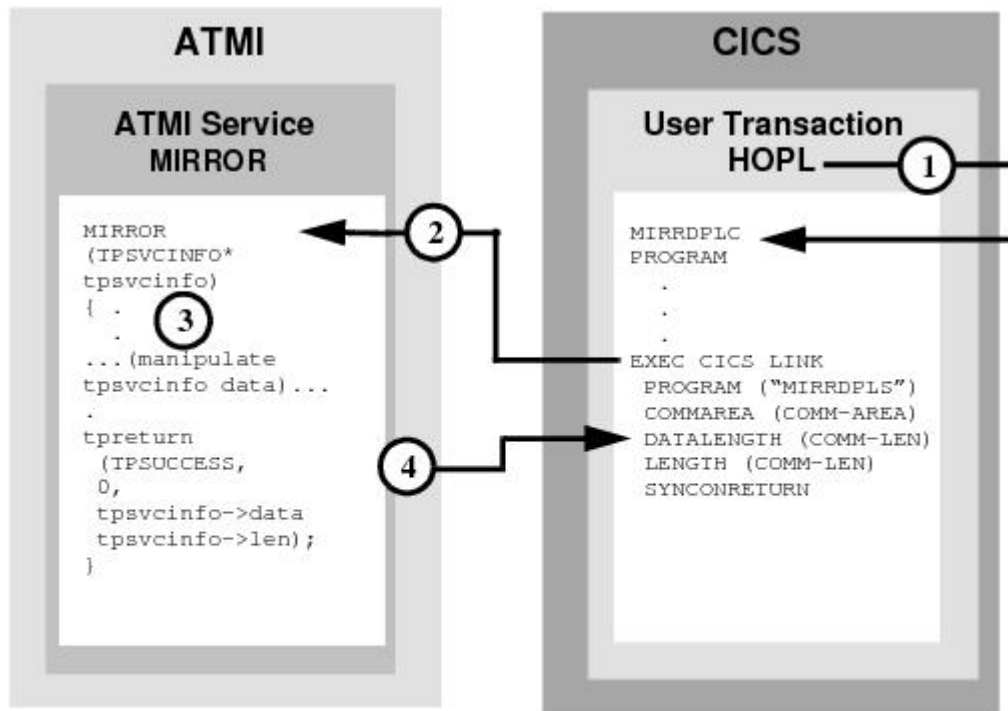 ATMI
ATMI Service
MIRROR
MIRROR
(TPSVCINFO*
tpsvcinfo)
{ .
.
...(manipulate
tpsvcinfo data)...
.
tpreturn
(TPSUCCESS,
0,
tpsvcinfo->data
tpsvcinfo->len);
}
2
3
4
CICS
User Transaction
HOPL
1
MIRRDPLC
PROGRAM
.
.
.
EXEC CICS LINK
PROGRAM (“MIRRDPLS”)
COMMAREA (COMM-AREA)
DATALENGTH (COMM-LEN)
LENGTH (COMM-LEN)
SYNCONRETURN